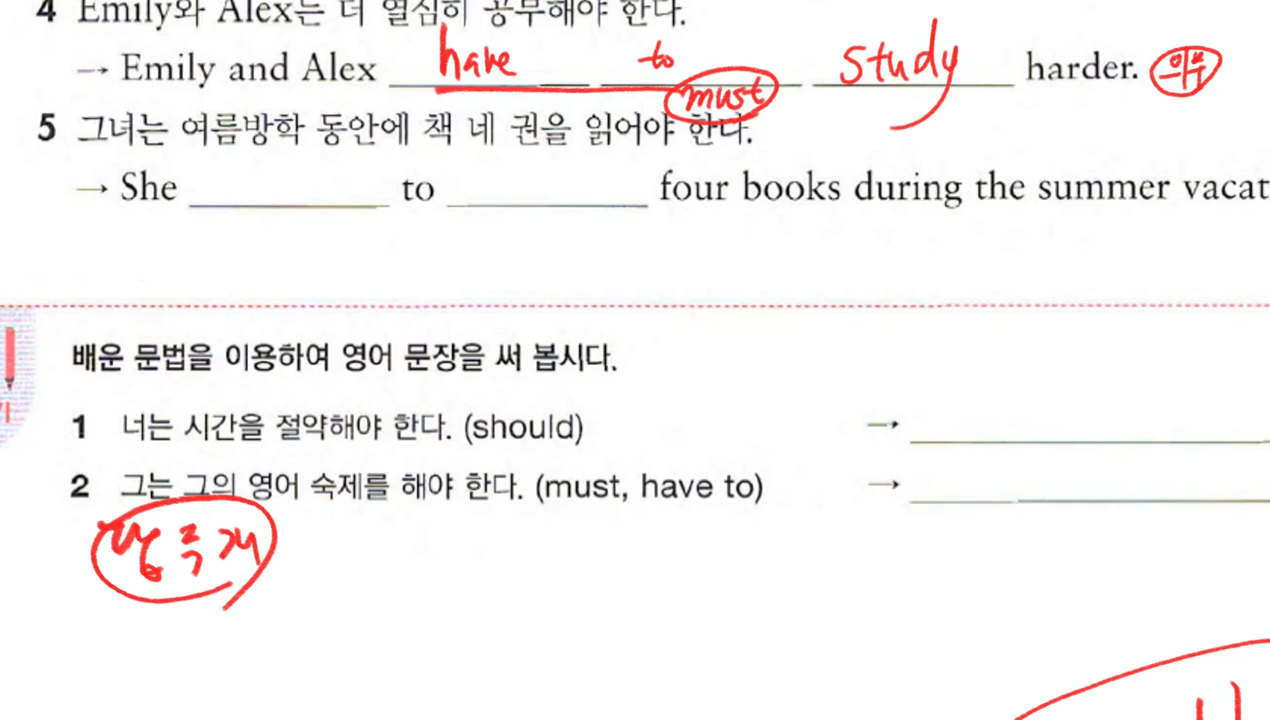 4 Emily와 Alex는 더 열심히 공부해야 한다.
→ Emily and Alex have to study harder. 의무
must
5 그녀는 여름방학 동안에 책 네 권을 읽어야 한다.
→ She ________ to ________ four books during the summer vacat
배운 문법을 이용하여 영어 문장을 써 봅시다.
1 너는 시간을 절약해야 한다. (should) →
2 그는 그의 영어 숙제를 해야 한다. (must, have to) →